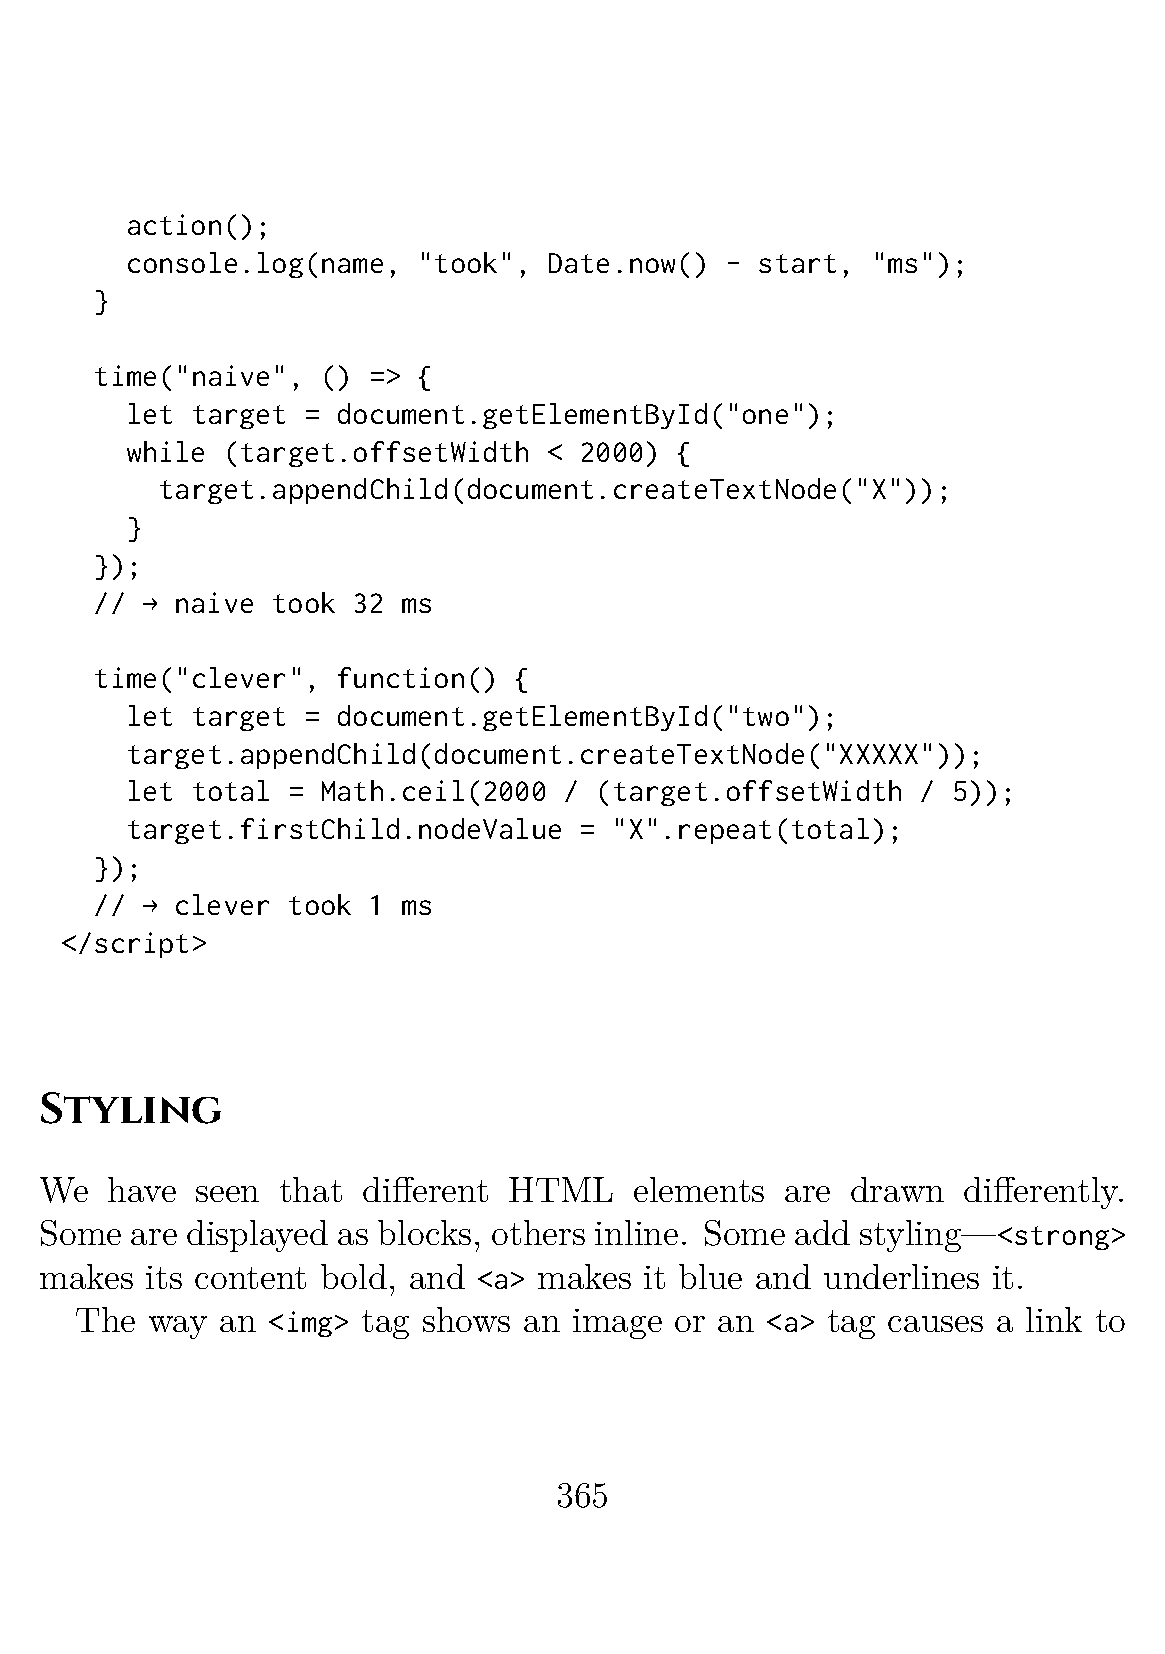 action();
    console.log(name, "took", Date.now() - start, "ms");
  }

  time("naive", () => {
    let target = document.getElementById("one");
    while (target.offsetWidth < 2000) {
      target.appendChild(document.createTextNode("X"));
    }
  });
  // → naive took 32 ms

  time("clever", function() {
    let target = document.getElementById("two");
    target.appendChild(document.createTextNode("XXXXX"));
    let total = Math.ceil(2000 / (target.offsetWidth / 5));
    target.firstChild.nodeValue = "X".repeat(total);
  });
  // → clever took 1 ms
</script>

Styling
We have seen that different HTML elements are drawn differently.
Some are displayed as blocks, others inline. Some add styling—<strong>
makes its content bold, and <a> makes it blue and underlines it.
The way an <img> tag shows an image or an <a> tag causes a link to
365